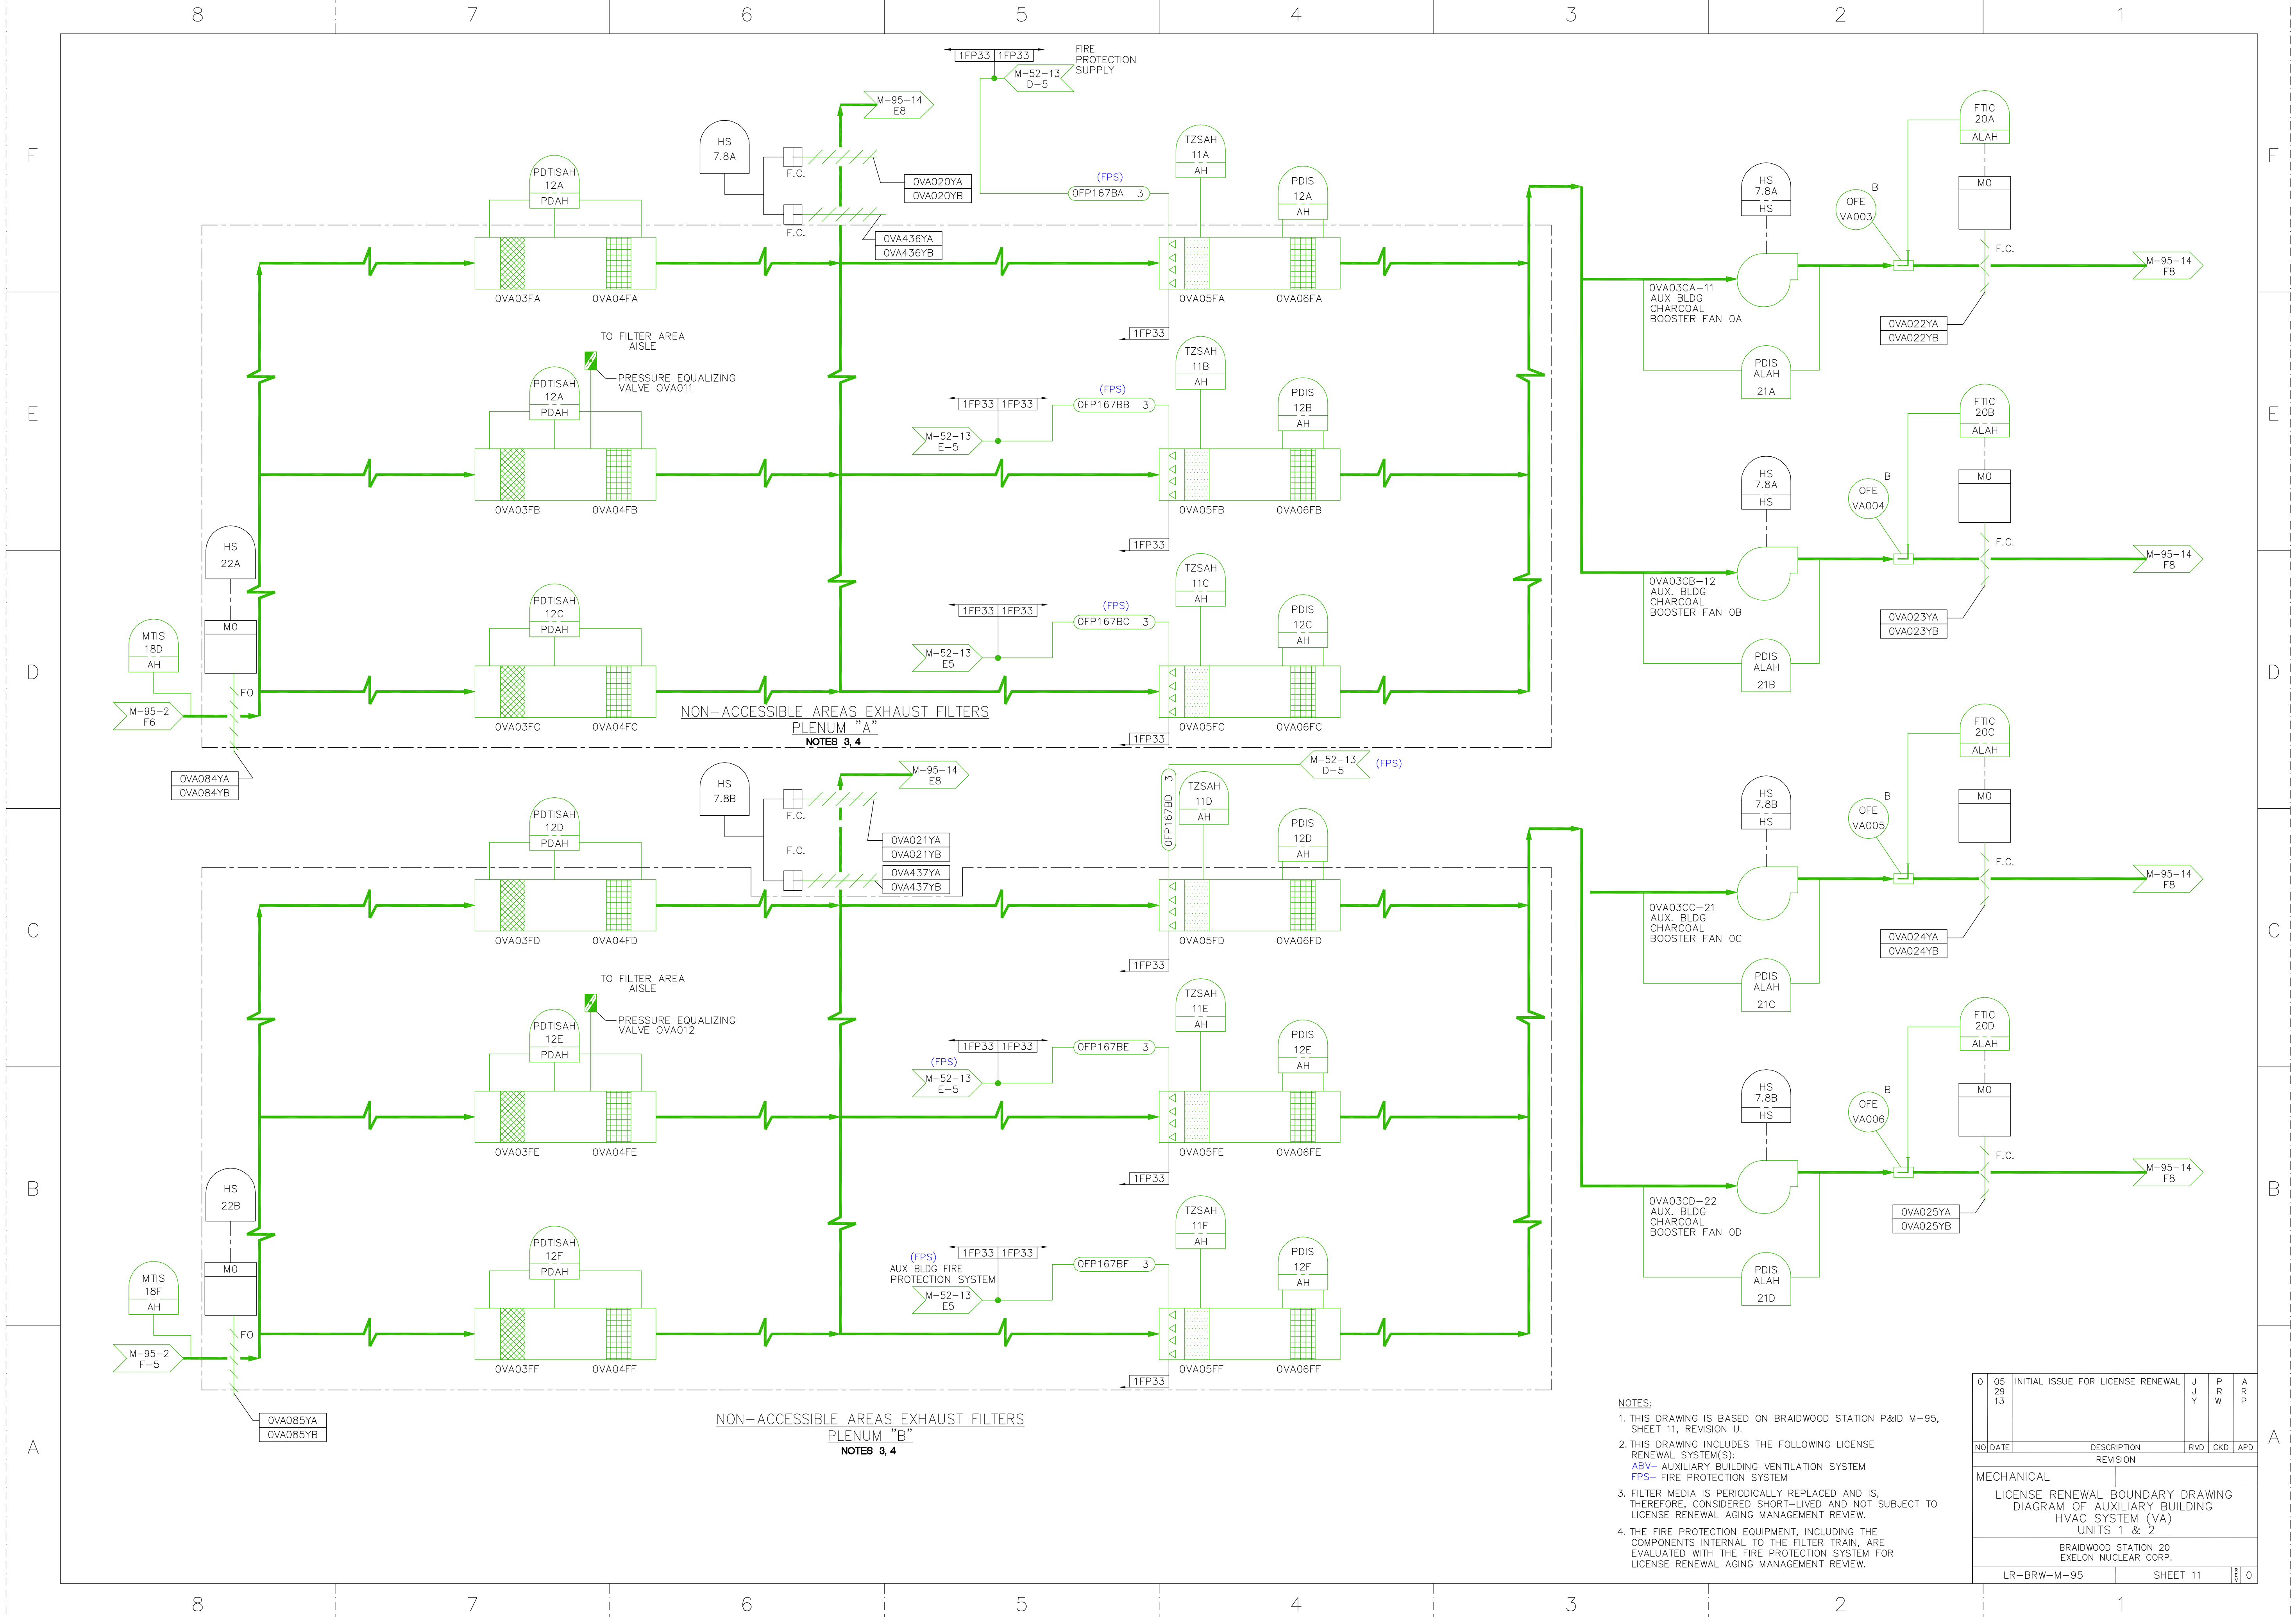 8 7 6 5 4 3 2 1
F
E
D
C
B
A
1FP33 1FP33
FIRE
PROTECTION
SUPPLY
M-52-13
D-5
M-95-14
E8
HS
7.8A
F.C.
F.C.
0VA020YA
0VA020YB
0VA436YA
0VA436YB
(FPS)
0FP167BA 3
PDTISAH
12A
PDAH
TZSAH
11A
AH
PDIS
12A
AH
HS
7.8A
HS
OFE
VA003
B
FTIC
20A
ALAH
MO
F.C.
M-95-14
F8
0VA03FA
0VA04FA
0VA05FA
0VA06FA
1FP33
0VA03CA-11
AUX BLDG
CHARCOAL
BOOSTER FAN 0A
0VA022YA
0VA022YB
PDIS
ALAH
21A
TO FILTER AREA
AISLE
PRESSURE EQUALIZING
VALVE OVA011
PDTISAH
12A
PDAH
1FP33 1FP33
M-52-13
E-5
(FPS)
0FP167BB 3
TZSAH
11B
AH
PDIS
12B
AH
0VA03FB
0VA04FB
0VA05FB
0VA06FB
1FP33
HS
7.8A
HS
OFE
VA004
B
FTIC
20B
ALAH
MO
F.C.
M-95-14
F8
0VA03CB-12
AUX. BLDG
CHARCOAL
BOOSTER FAN 0B
0VA023YA
0VA023YB
PDIS
ALAH
21B
HS
22A
MO
FO
MTIS
18D
AH
M-95-2
F6
0VA084YA
0VA084YB
PDTISAH
12C
PDAH
1FP33 1FP33
M-52-13
E5
(FPS)
0FP167BC 3
TZSAH
11C
AH
PDIS
12C
AH
0VA03FC
0VA04FC
0VA05FC
0VA06FC
1FP33
NON-ACCESSIBLE AREAS EXHAUST FILTERS
PLENUM "A"
NOTES 3, 4
M-52-13
D-5
(FPS)
M-95-14
E8
HS
7.8B
F.C.
F.C.
0VA021YA
0VA021YB
0VA437YA
0VA437YB
0FP167BD 3
PDTISAH
12D
PDAH
TZSAH
11D
AH
PDIS
12D
AH
0VA03FD
0VA04FD
0VA05FD
0VA06FD
1FP33
HS
7.8B
HS
OFE
VA005
B
FTIC
20C
ALAH
MO
F.C.
M-95-14
F8
0VA03CC-21
AUX. BLDG
CHARCOAL
BOOSTER FAN 0C
0VA024YA
0VA024YB
PDIS
ALAH
21C
TO FILTER AREA
AISLE
PRESSURE EQUALIZING
VALVE OVA012
PDTISAH
12E
PDAH
1FP33 1FP33
(FPS)
M-52-13
E-5
0FP167BE 3
TZSAH
11E
AH
PDIS
12E
AH
0VA03FE
0VA04FE
0VA05FE
0VA06FE
1FP33
HS
7.8B
HS
OFE
VA006
B
FTIC
20D
ALAH
MO
F.C.
M-95-14
F8
0VA03CD-22
AUX. BLDG
CHARCOAL
BOOSTER FAN 0D
0VA025YA
0VA025YB
PDIS
ALAH
21D
HS
22B
MO
FO
MTIS
18F
AH
M-95-2
F-5
0VA085YA
0VA085YB
PDTISAH
12F
PDAH
1FP33 1FP33
(FPS)
AUX BLDG FIRE
PROTECTION SYSTEM
M-52-13
E5
0FP167BF 3
TZSAH
11F
AH
PDIS
12F
AH
0VA03FF
0VA04FF
0VA05FF
0VA06FF
1FP33
NON-ACCESSIBLE AREAS EXHAUST FILTERS
PLENUM "B"
NOTES 3, 4
NOTES:
1. THIS DRAWING IS BASED ON BRAIDWOOD STATION P&ID M-95,
SHEET 11, REVISION U.
2. THIS DRAWING INCLUDES THE FOLLOWING LICENSE
RENEWAL SYSTEM(S):
ABV- AUXILIARY BUILDING VENTILATION SYSTEM
FPS- FIRE PROTECTION SYSTEM
3. FILTER MEDIA IS PERIODICALLY REPLACED AND IS,
THEREFORE, CONSIDERED SHORT-LIVED AND NOT SUBJECT TO
LICENSE RENEWAL AGING MANAGEMENT REVIEW.
4. THE FIRE PROTECTION EQUIPMENT, INCLUDING THE
COMPONENTS INTERNAL TO THE FILTER TRAIN, ARE
EVALUATED WITH THE FIRE PROTECTION SYSTEM FOR
LICENSE RENEWAL AGING MANAGEMENT REVIEW.
0 05 INITIAL ISSUE FOR LICENSE RENEWAL J P A
29 J R R
13 Y W P
NO DATE DESCRIPTION RVD CKD APD
REVISION
MECHANICAL
LICENSE RENEWAL BOUNDARY DRAWING
DIAGRAM OF AUXILIARY BUILDING
HVAC SYSTEM (VA)
UNITS 1 & 2
BRAIDWOOD STATION 20
EXELON NUCLEAR CORP.
LR-BRW-M-95 SHEET 11 REV 0
F
E
D
C
B
A
8 7 6 5 4 3 2 1